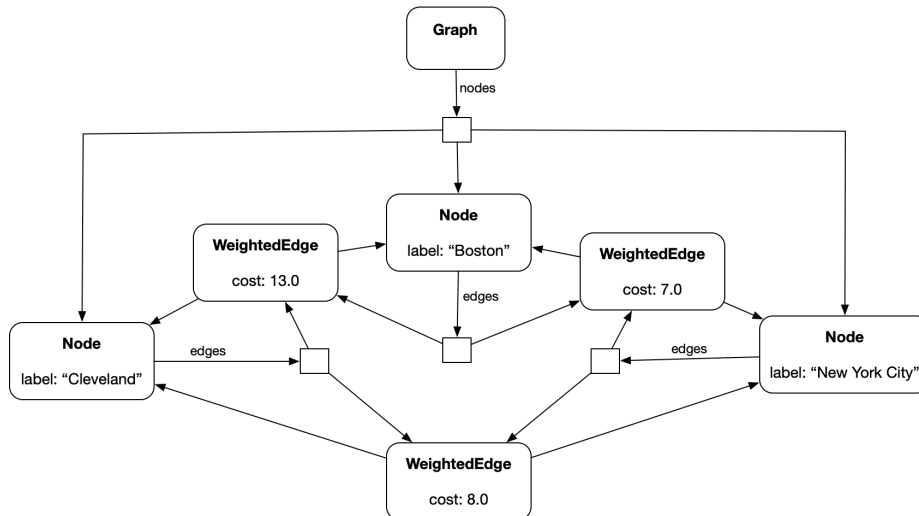 Graph
nodes
Node
label: “Boston”
WeightedEdge
cost: 13.0
WeightedEdge
cost: 7.0
edges
Node
label: “Cleveland”
edges
edges
Node
label: “New York City”
WeightedEdge
cost: 8.0